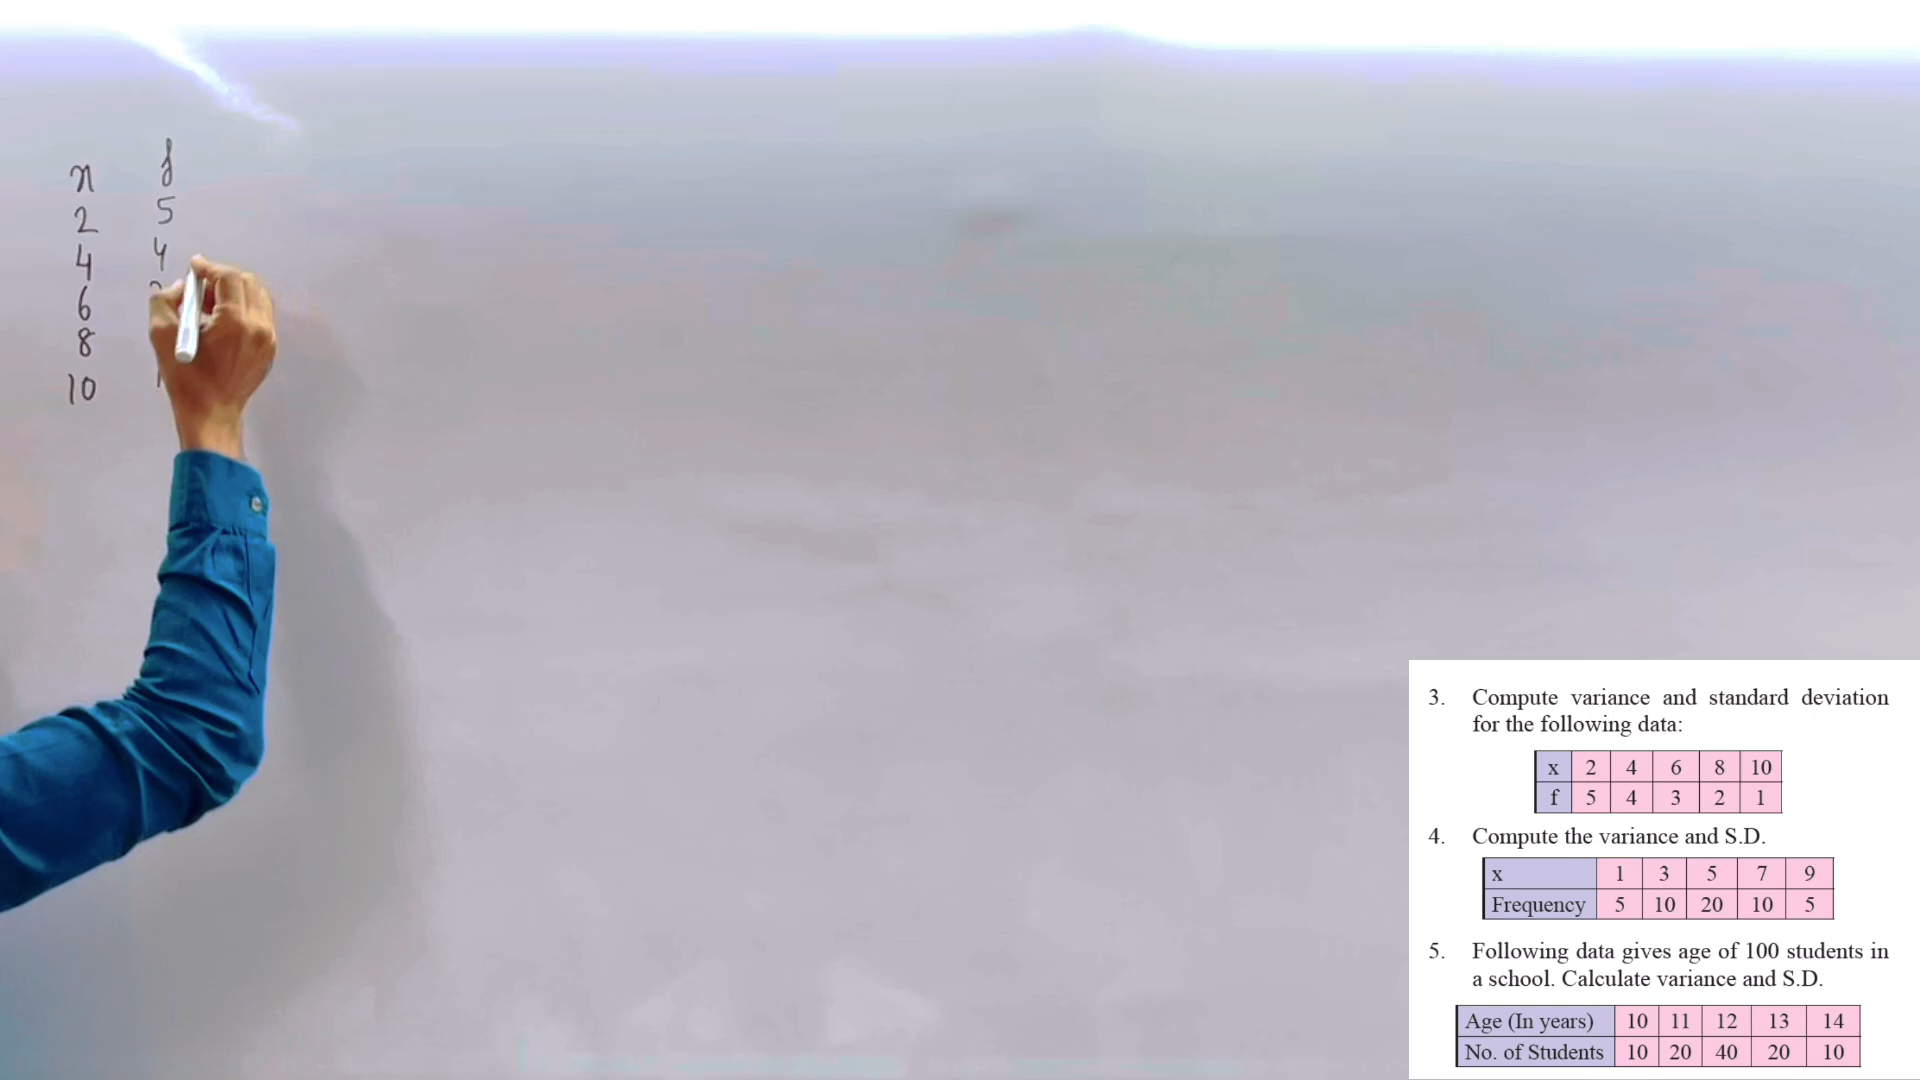 x f
2 5
4 4
6
8
10 1
3. Compute variance and standard deviation
for the following data:
x 2 4 6 8 10
f 5 4 3 2 1
4. Compute the variance and S.D.
x 1 3 5 7 9
Frequency 5 10 20 10 5
5. Following data gives age of 100 students in
a school. Calculate variance and S.D.
Age (In years) 10 11 12 13 14
No. of Students 10 20 40 20 10